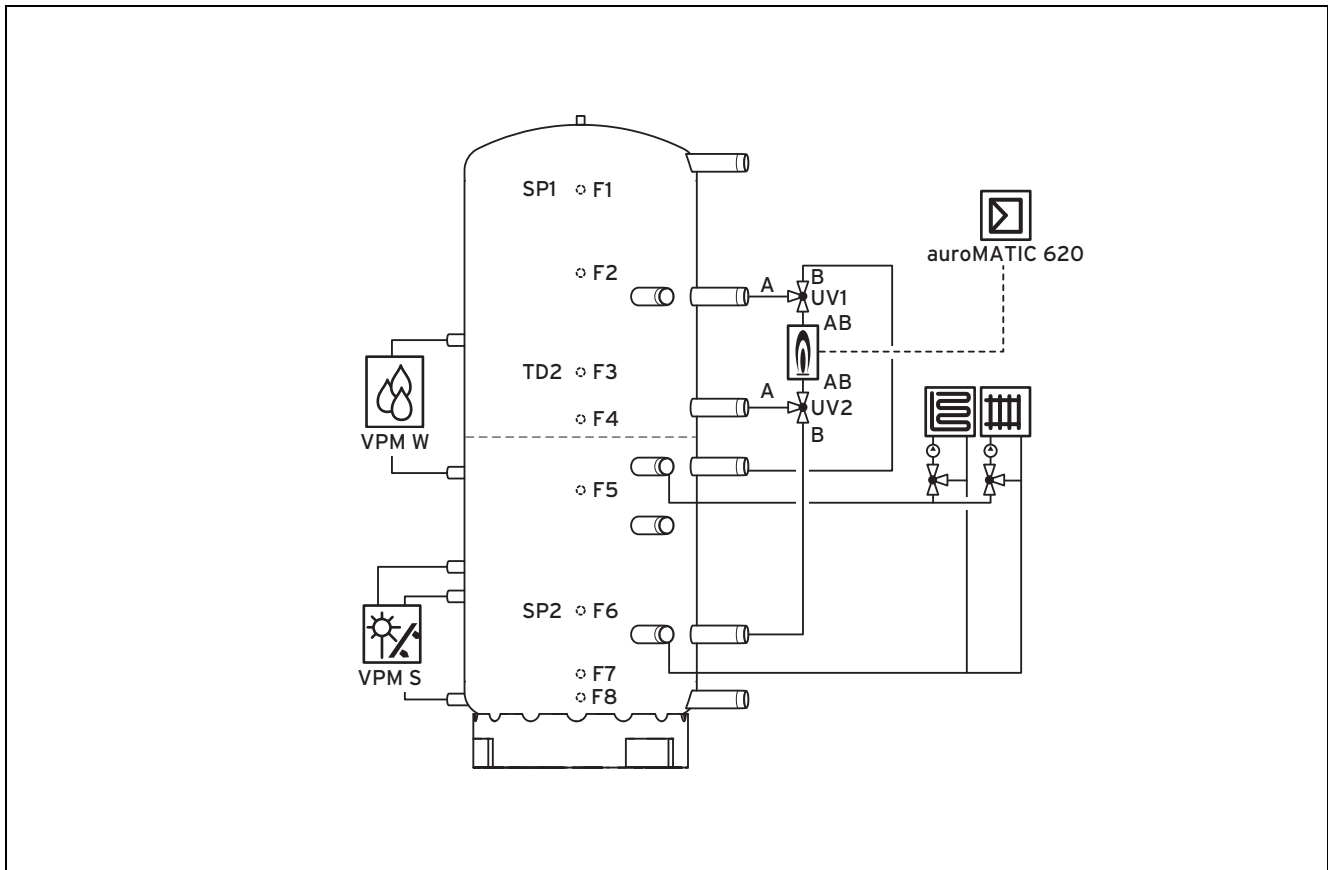 SP1 F1
auroMATIC 620
F2
A
B
UV1
AB
TD2 F3
AB
A
UV2
F4
B
VPM W
F5
SP2 F6
VPM S
F7
F8